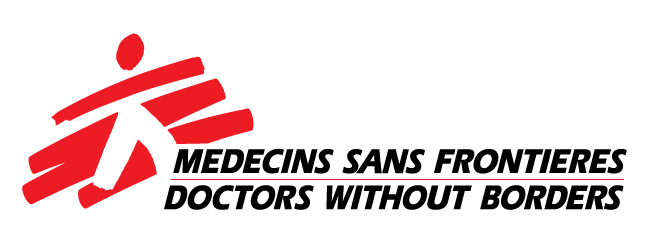 MEDECINS SANS FRONTIERES
DOCTORS WITHOUT BORDERS